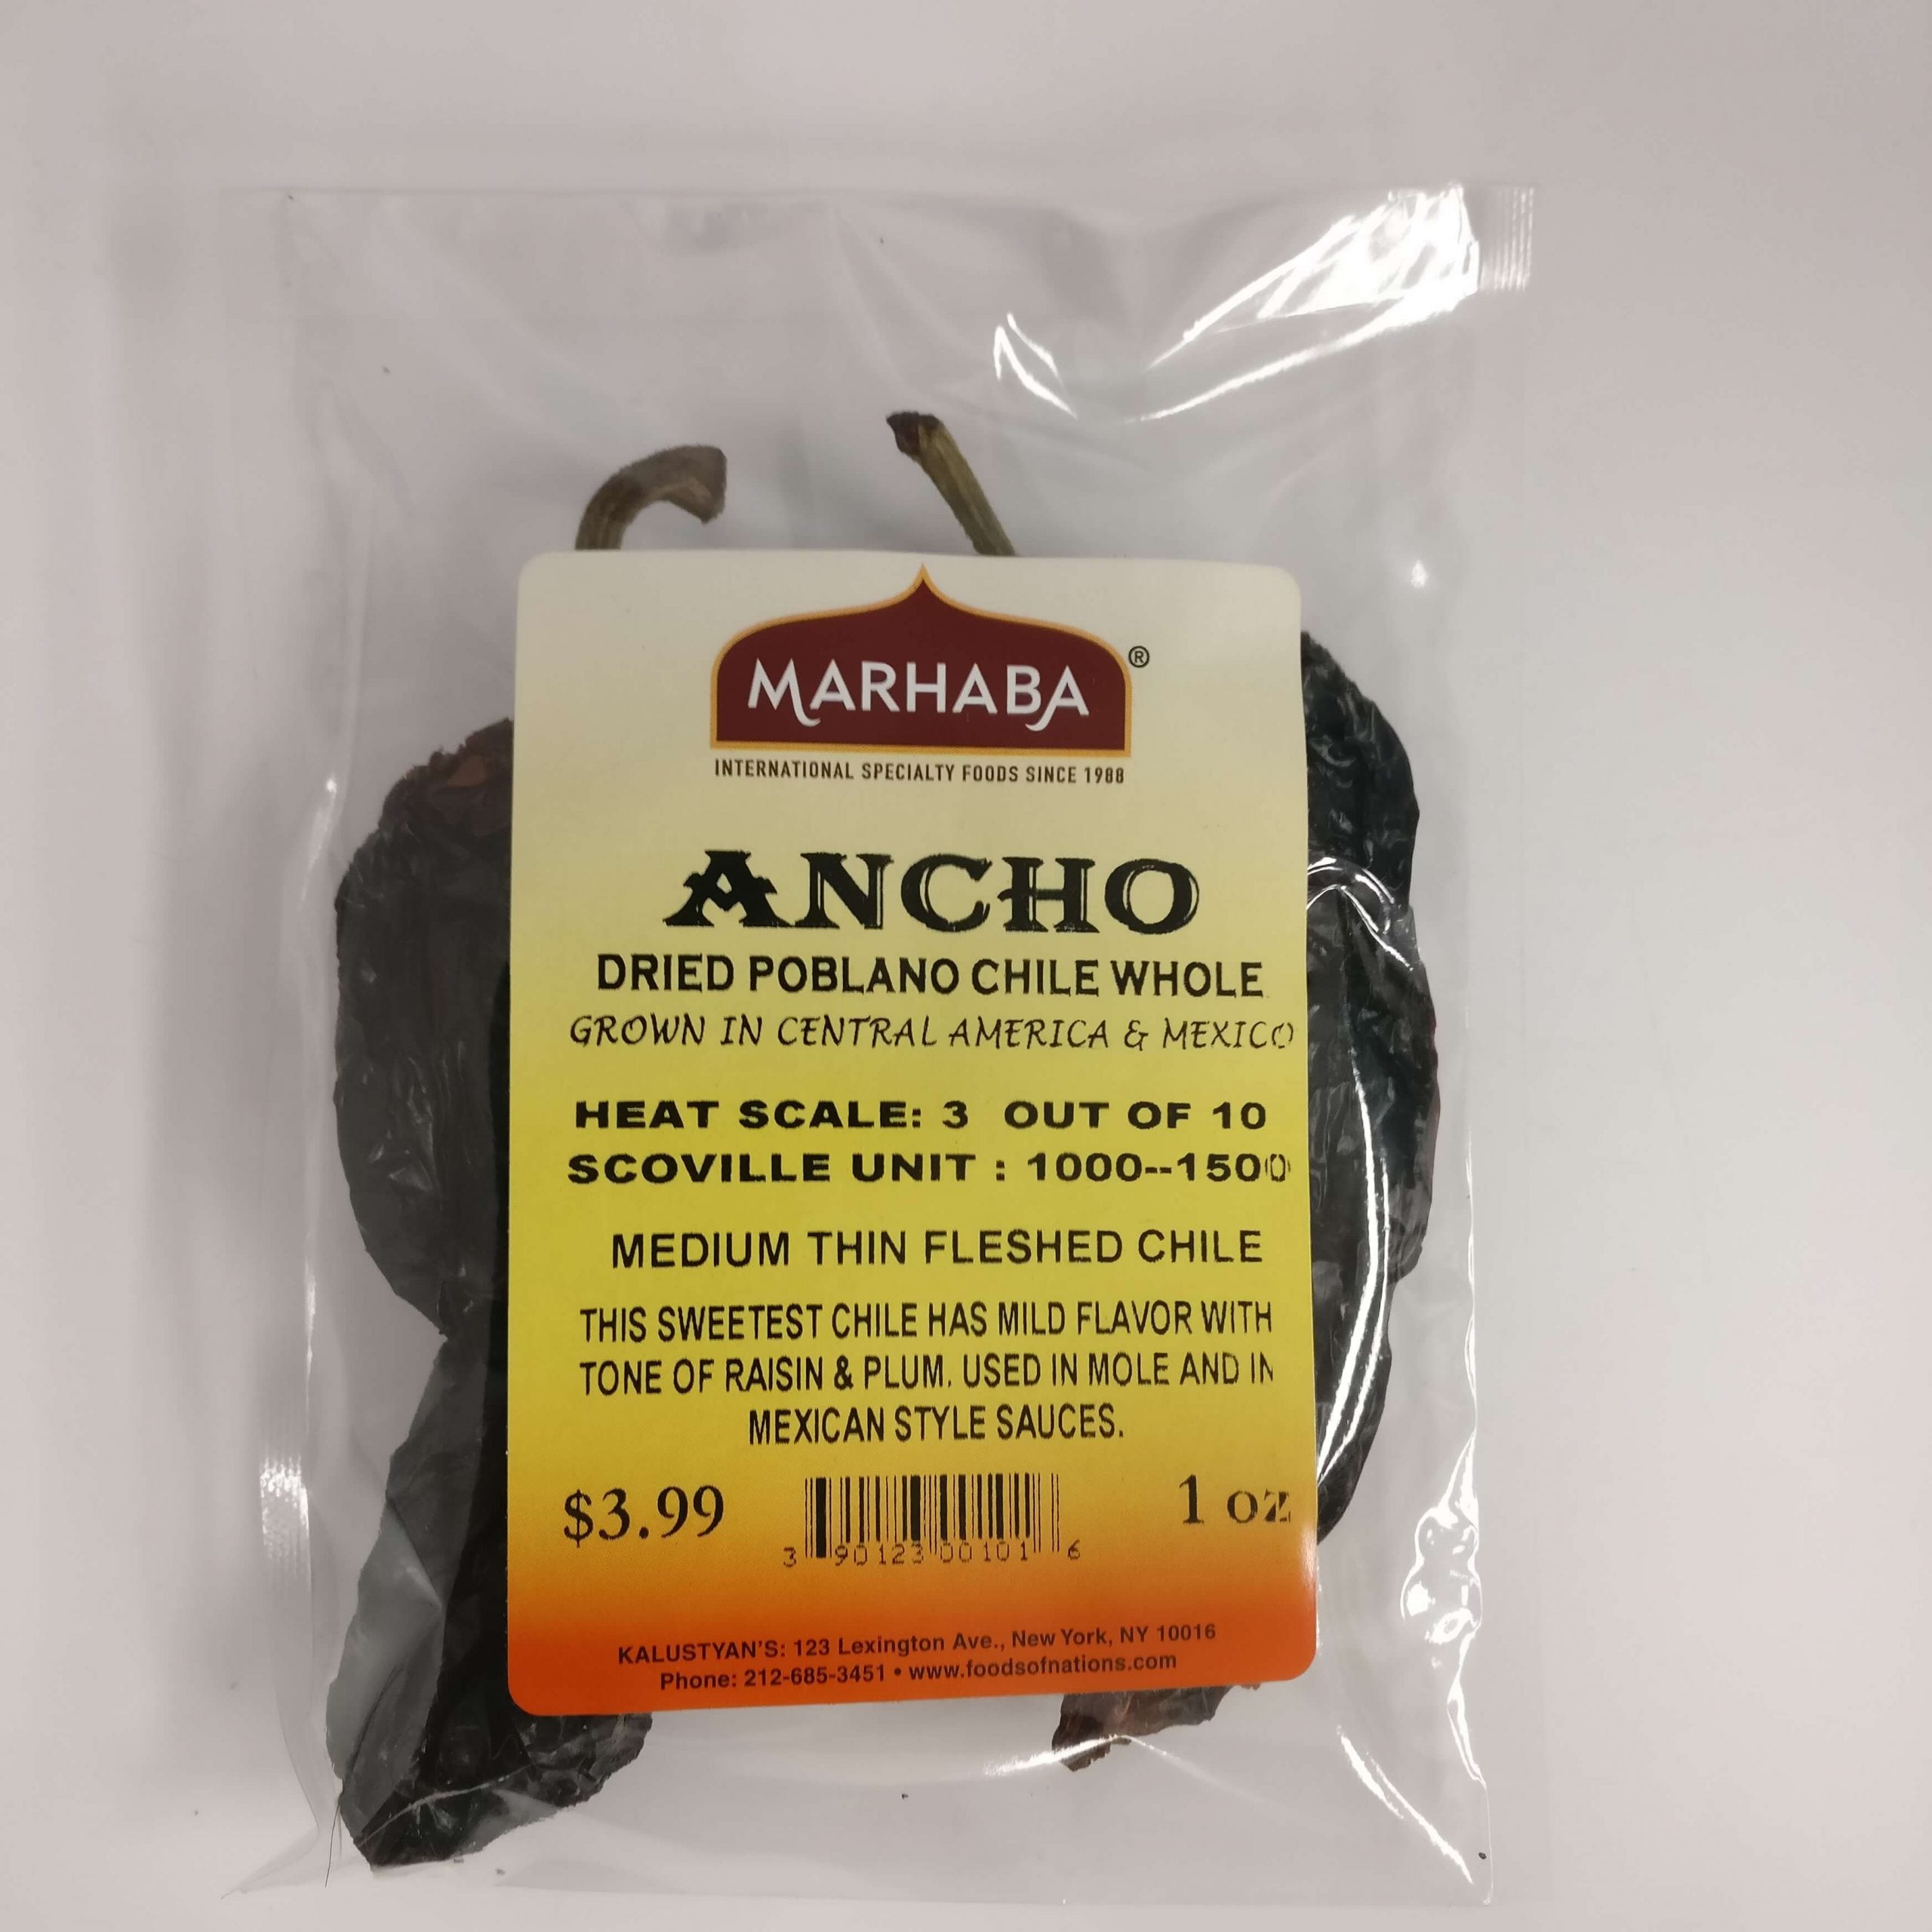 MARHABA ®
INTERNATIONAL SPECIALTY FOODS SINCE 1988
ANCHO
DRIED POBLANO CHILE WHOLE
GROWN IN CENTRAL AMERICA & MEXICO
HEAT SCALE: 3 OUT OF 10
SCOVILLE UNIT : 1000--1500
MEDIUM THIN FLESHED CHILE
THIS SWEETEST CHILE HAS MILD FLAVOR WITH
TONE OF RAISIN & PLUM. USED IN MOLE AND IN
MEXICAN STYLE SAUCES.
$3.99 1 oz
3 90123 00101 6
KALUSTYAN'S: 123 Lexington Ave., New York, NY 10016
Phone: 212-685-3451 • www.foodsofnations.com